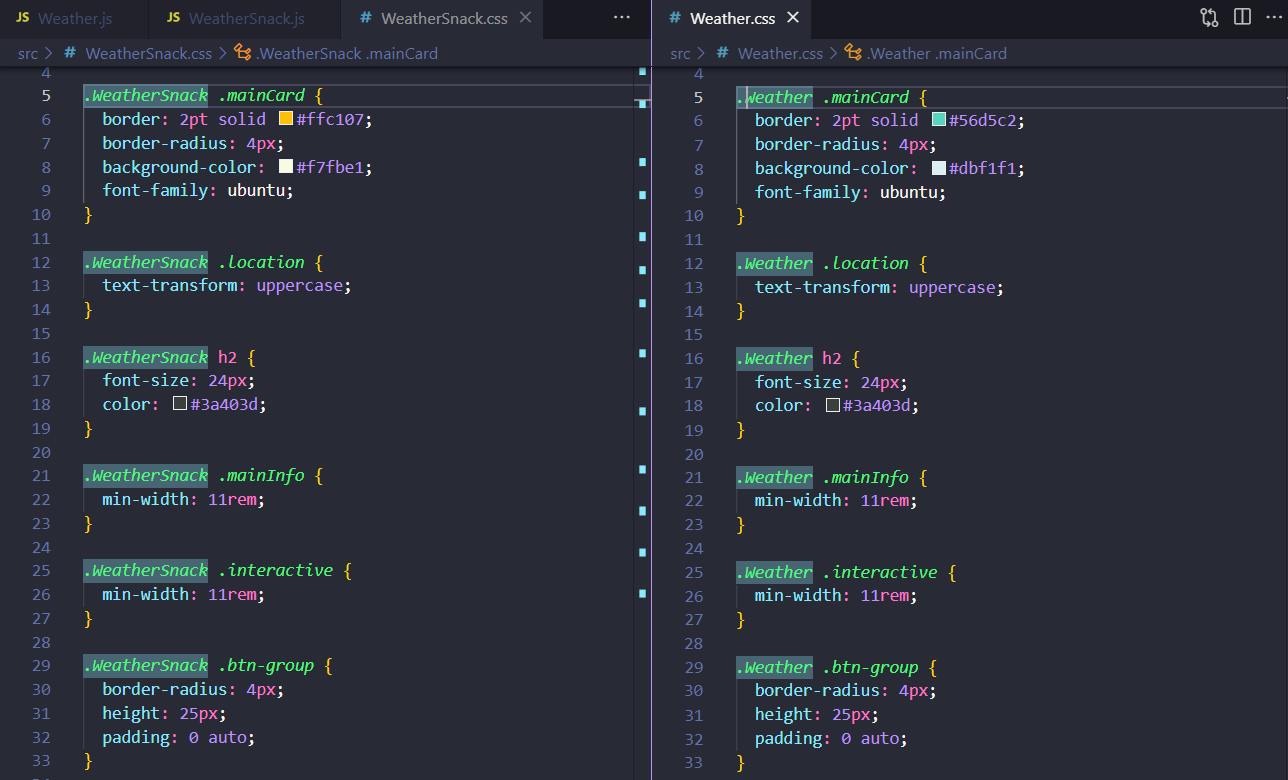 JS Weather.js
JS WeatherSnack.js
# WeatherSnack.css
src > # WeatherSnack.css > .WeatherSnack .mainCard
4
5 .WeatherSnack .mainCard {
6 border: 2pt solid #ffc107;
7 border-radius: 4px;
8 background-color: #f7fbe1;
9 font-family: ubuntu;
10 }
11
12 .WeatherSnack .location {
13 text-transform: uppercase;
14 }
15
16 .WeatherSnack h2 {
17 font-size: 24px;
18 color: #3a403d;
19 }
20
21 .WeatherSnack .mainInfo {
22 min-width: 11rem;
23 }
24
25 .WeatherSnack .interactive {
26 min-width: 11rem;
27 }
28
29 .WeatherSnack .btn-group {
30 border-radius: 4px;
31 height: 25px;
32 padding: 0 auto;
33 }
# Weather.css
src > # Weather.css > .Weather .mainCard
4
5 .Weather .mainCard {
6 border: 2pt solid #56d5c2;
7 border-radius: 4px;
8 background-color: #dbf1f1;
9 font-family: ubuntu;
10 }
11
12 .Weather .location {
13 text-transform: uppercase;
14 }
15
16 .Weather h2 {
17 font-size: 24px;
18 color: #3a403d;
19 }
20
21 .Weather .mainInfo {
22 min-width: 11rem;
23 }
24
25 .Weather .interactive {
26 min-width: 11rem;
27 }
28
29 .Weather .btn-group {
30 border-radius: 4px;
31 height: 25px;
32 padding: 0 auto;
33 }